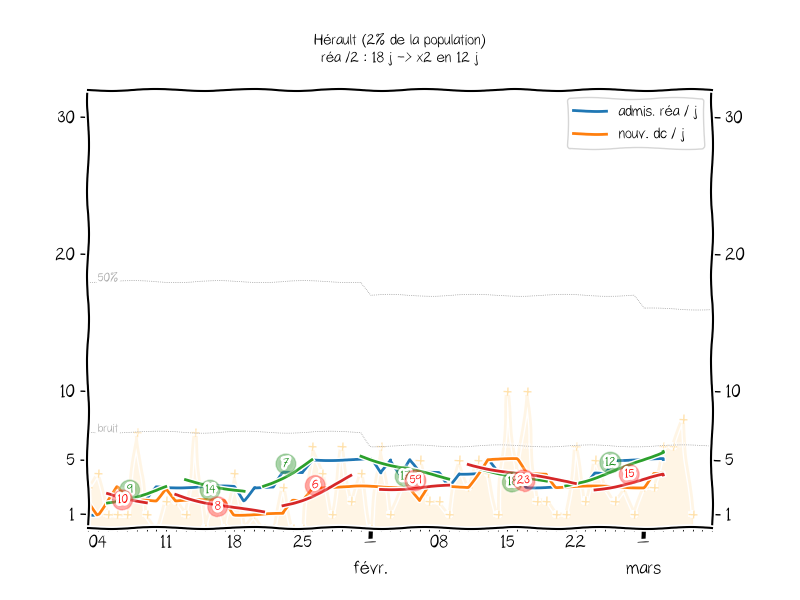 Hérault (2% de la population)
réa /2 : 18 j -> x2 en 12 j
admis. réa / j
nouv. dc / j
30 30
20 20
50%
10 10
bruit
5 5
1 1
9 10 14 8 7 6 59 23 12 15
04 11 18 25 08 15 22
févr. mars